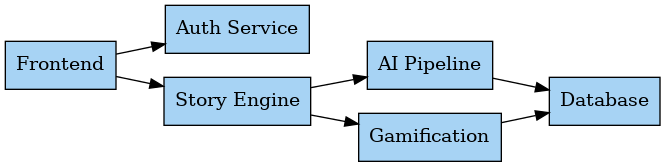 Frontend
Auth Service
Story Engine
AI Pipeline
Gamification
Database